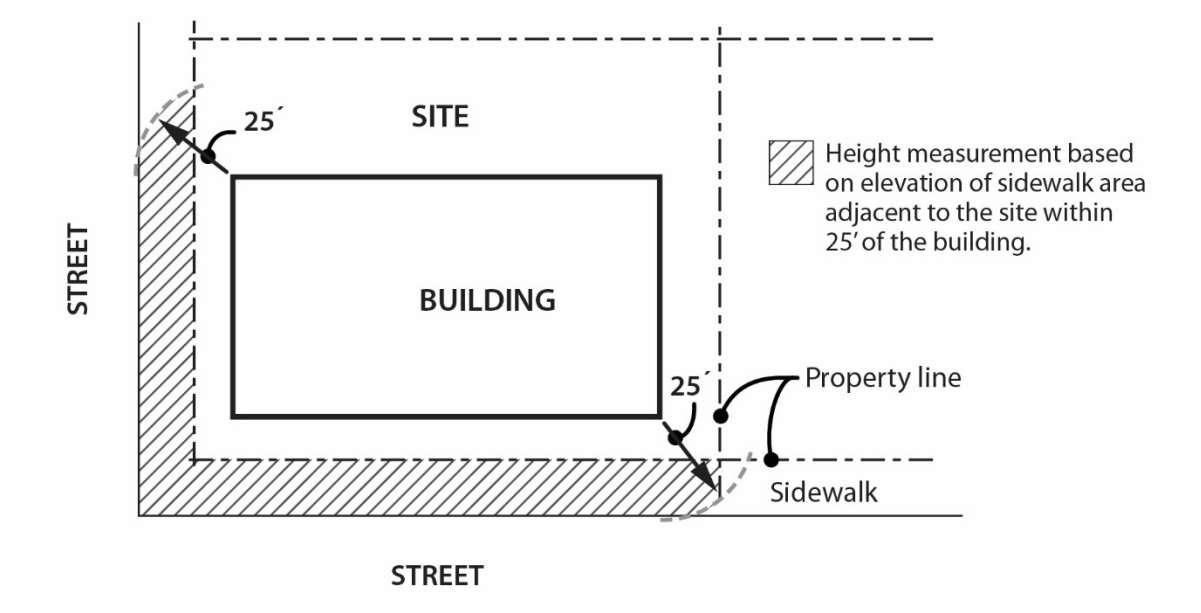 25´
SITE
Height measurement based
on elevation of sidewalk area
adjacent to the site within
25’ of the building.
STREET
BUILDING
25´
Property line
Sidewalk
STREET